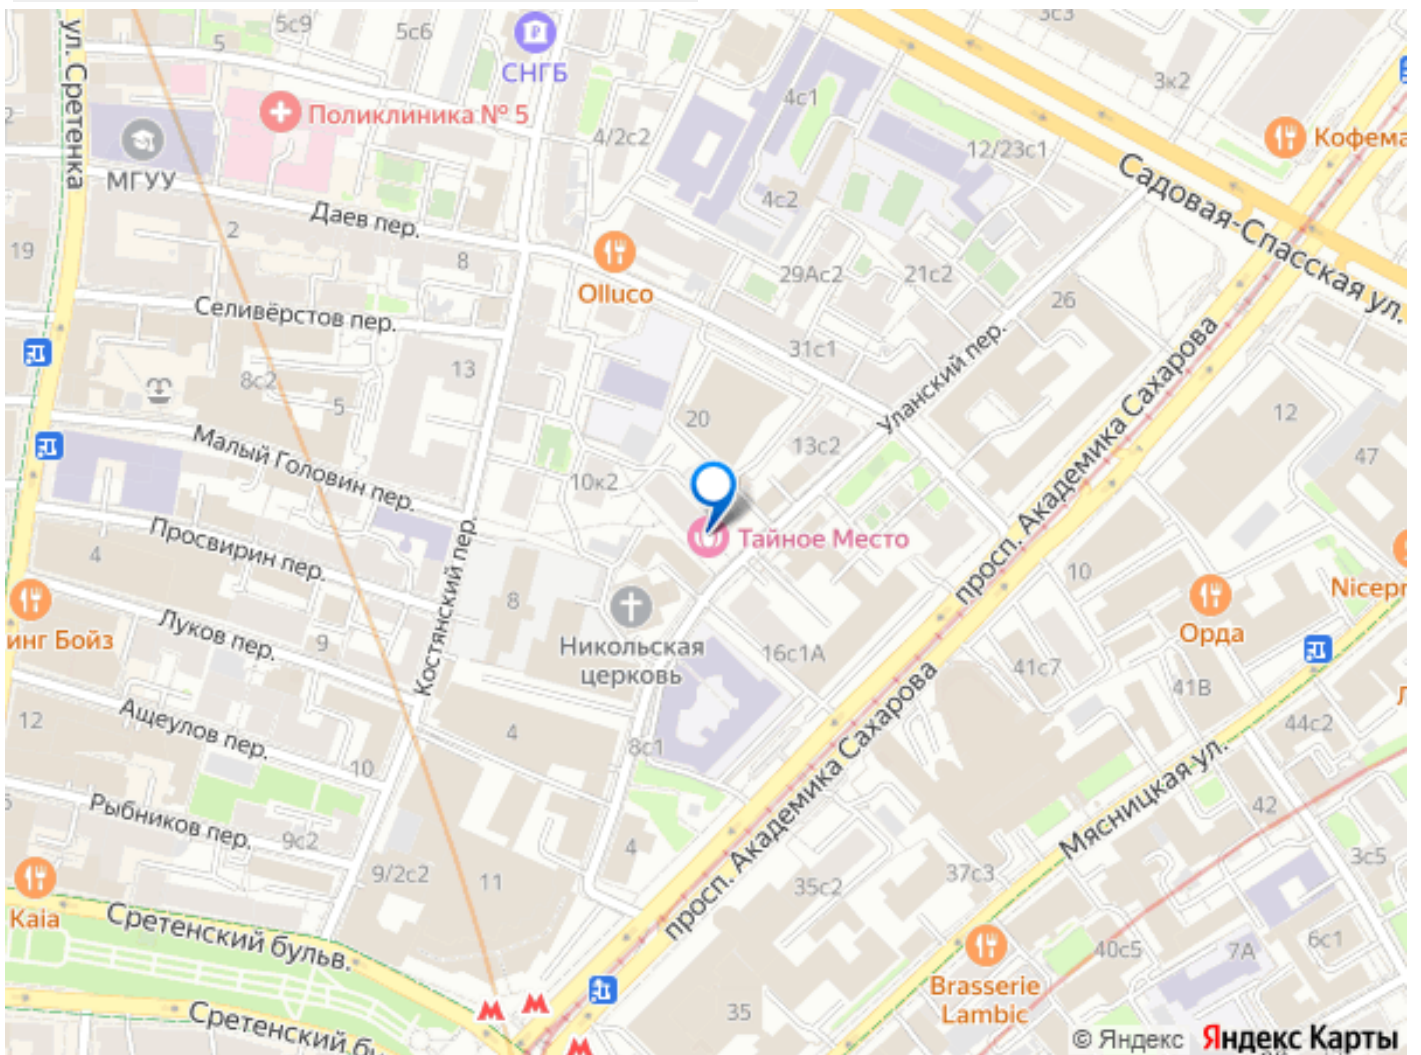 5с9
5с6
5
СНГБ
3с3
3к2
ул. Сретенка
Поликлиника № 5
4/2с2
4с1
12/23с1
Кофема
МГУУ
4с2
Садовая-Спасская ул.
Даев пер.
2
8
19
Olluco
29Ас2
21с2
26
Селивёрстов пер.
31с1
Уланский пер.
просп. Академика Сахарова
13
8с2
5
20
12
Малый Головин пер.
13с2
47
10к2
Просвирин пер.
Тайное Место
4
10
Nicepr
Костянский пер.
8
Луков пер.
инг Бойз
9
Никольская
церковь
16с1А
Орда
41с7
41В
Ащеулов пер.
12
4
8с1
44с2
просп. Академика Сахарова
Мясницкая ул.
10
Рыбников пер.
9с2
42
4
3с5
9/2с2
11
35с2
37с3
Kaia
Сретенский бульв.
40с5
7А
6с1
Brasserie
Lambic
35
Сретенский бу
© Яндекс Яндекс Карты